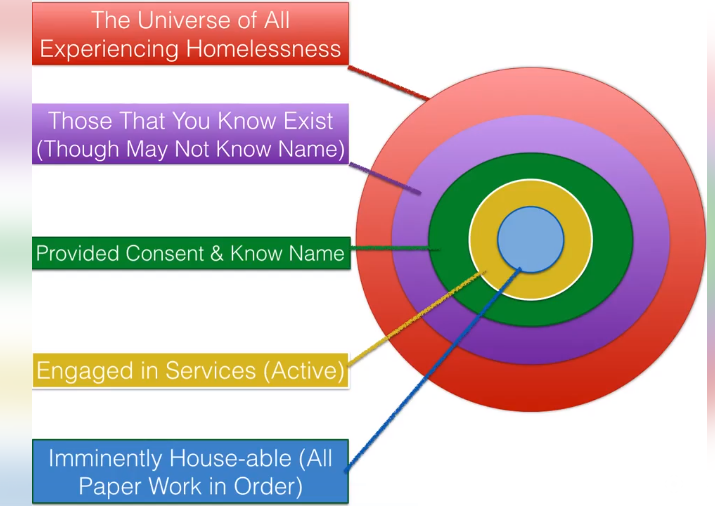 The Universe of All
Experiencing Homelessness
Those That You Know Exist
(Though May Not Know Name)
Provided Consent & Know Name
Engaged in Services (Active)
Imminently House-able (All
Paper Work in Order)